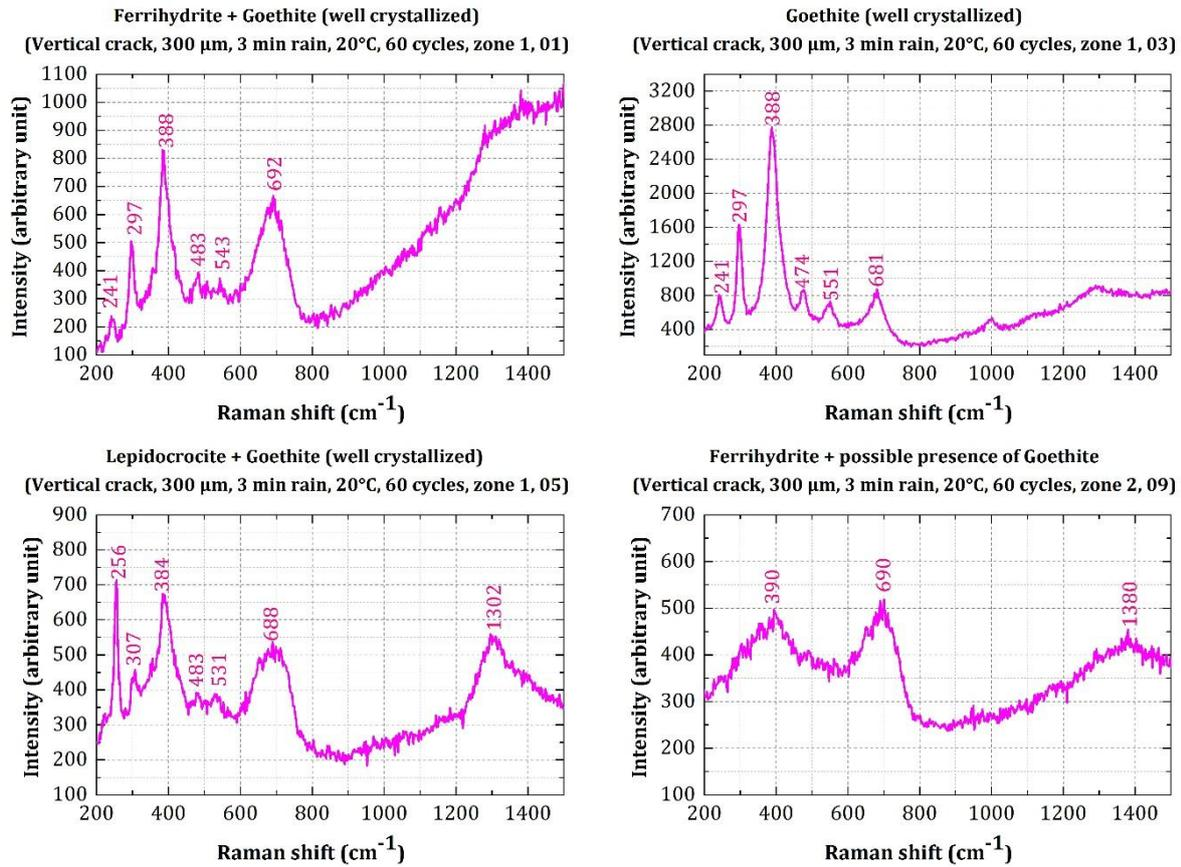 Ferrihydrite + Goethite (well crystallized)
(Vertical crack, 300 µm, 3 min rain, 20°C, 60 cycles, zone 1, 01)
Intensity (arbitrary unit)
1100
1000
900
800
700
600
500
400
300
200
100
241
297
388
483
543
692
200 400 600 800 1000 1200 1400
Raman shift (cm-1)
Goethite (well crystallized)
(Vertical crack, 300 µm, 3 min rain, 20°C, 60 cycles, zone 1, 03)
Intensity (arbitrary unit)
3200
2800
2400
2000
1600
1200
800
400
241
297
388
474
551
681
200 400 600 800 1000 1200 1400
Raman shift (cm-1)
Lepidocrocite + Goethite (well crystallized)
(Vertical crack, 300 µm, 3 min rain, 20°C, 60 cycles, zone 1, 05)
Intensity (arbitrary unit)
900
800
700
600
500
400
300
200
100
256
307
384
483
531
688
1302
200 400 600 800 1000 1200 1400
Raman shift (cm-1)
Ferrihydrite + possible presence of Goethite
(Vertical crack, 300 µm, 3 min rain, 20°C, 60 cycles, zone 2, 09)
Intensity (arbitrary unit)
700
600
500
400
300
200
100
390
690
1380
200 400 600 800 1000 1200 1400
Raman shift (cm-1)